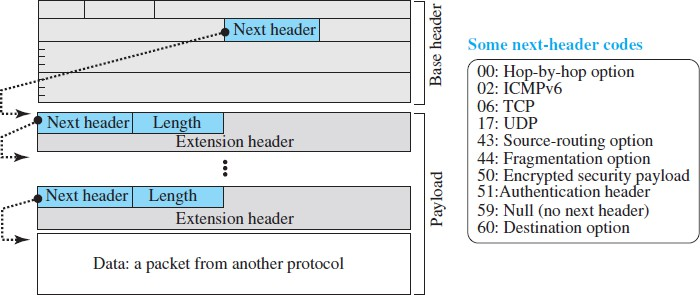 Next header
Base header
Next header Length
Extension header
Next header Length
Extension header
Data: a packet from another protocol
Payload
Some next-header codes
00: Hop-by-hop option
02: ICMPv6
06: TCP
17: UDP
43: Source-routing option
44: Fragmentation option
50: Encrypted security payload
51:Authentication header
59: Null (no next header)
60: Destination option